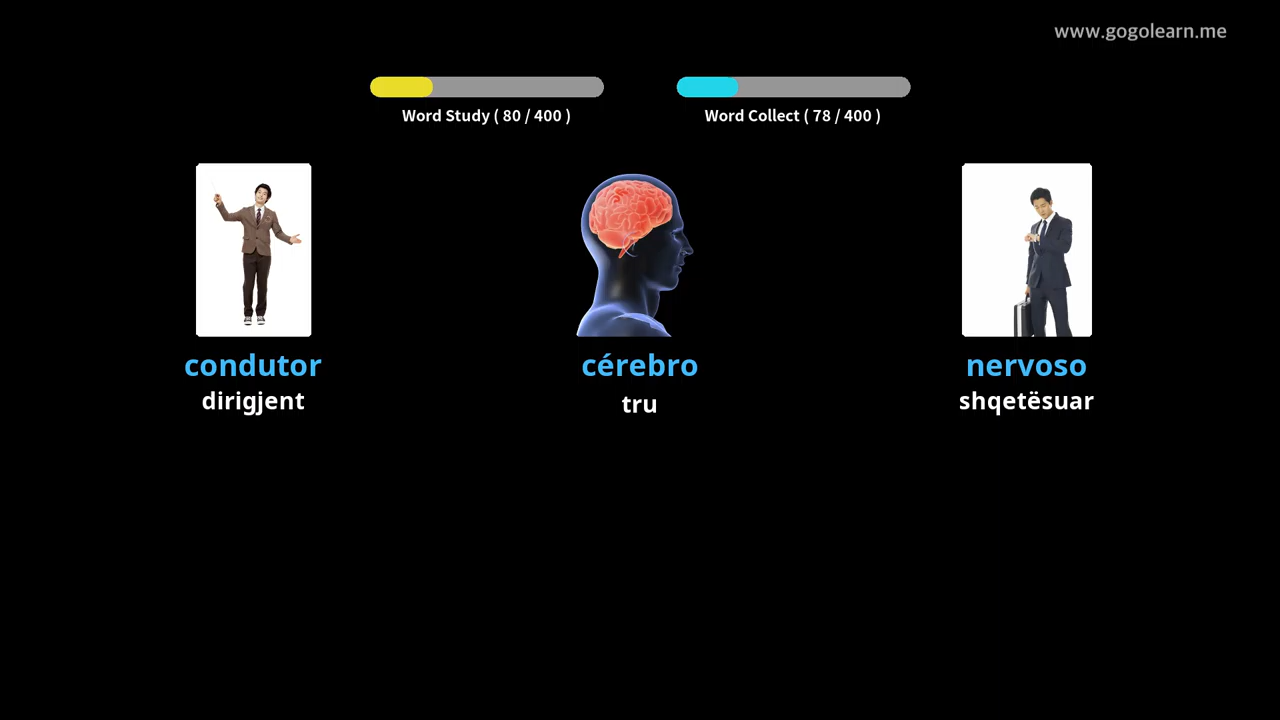 www.gogolearn.me
Word Study ( 80 / 400 )
Word Collect ( 78 / 400 )
condutor
dirigjent
cérebro
tru
nervoso
shqetësuar